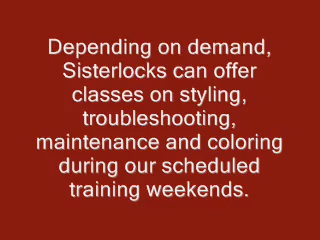 Depending on demand,
Sisterlocks can offer
classes on styling,
troubleshooting,
maintenance and coloring
during our scheduled
training weekends.